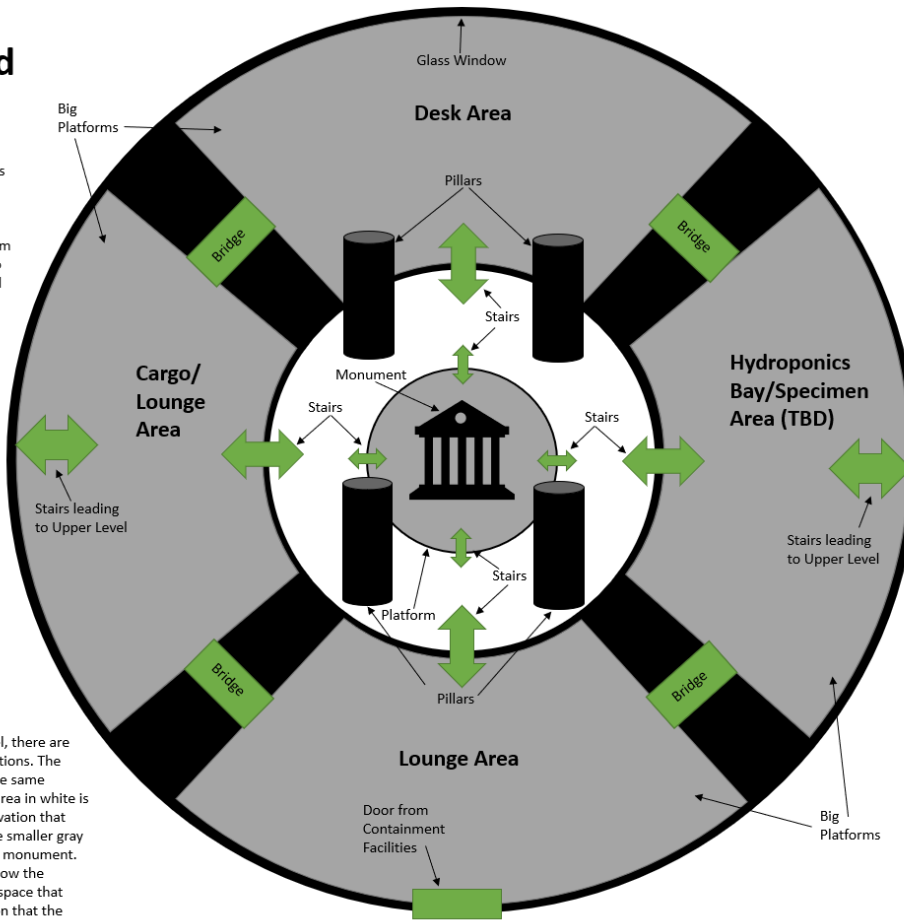 d
Glass Window
Desk Area
Big
Platforms
s
Pillars
m
Bridge
Bridge
Stairs
Monument
Cargo/
Lounge
Area
Hydroponics
Bay/Specimen
Area (TBD)
Stairs
Stairs
Stairs leading
to Upper Level
Stairs leading
to Upper Level
Stairs
Platform
Bridge
Bridge
Pillars
l, there are
tions. The
e same
rea in white is
vation that
e smaller gray
monument.
ow the
space that
n that the
Lounge Area
Door from
Containment
Facilities
Big
Platforms